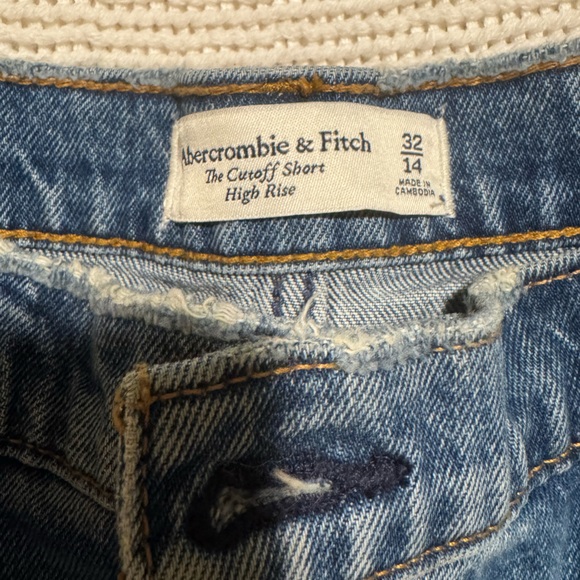 Abercrombie & Fitch
The Cutoff Short
High Rise
32
14
MADE IN
CAMBODIA